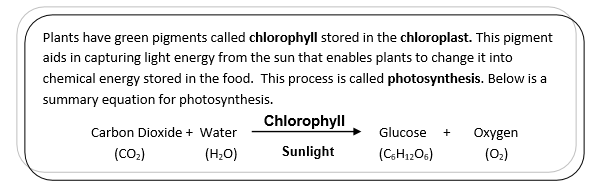 Plants have green pigments called chlorophyll stored in the chloroplast. This pigment
aids in capturing light energy from the sun that enables plants to change it into
chemical energy stored in the food.  This process is called photosynthesis. Below is a
summary equation for photosynthesis.
Chlorophyll
Carbon Dioxide + Water Glucose + Oxygen
(CO₂) (H₂O) Sunlight (C₆H₁₂O₆) (O₂)